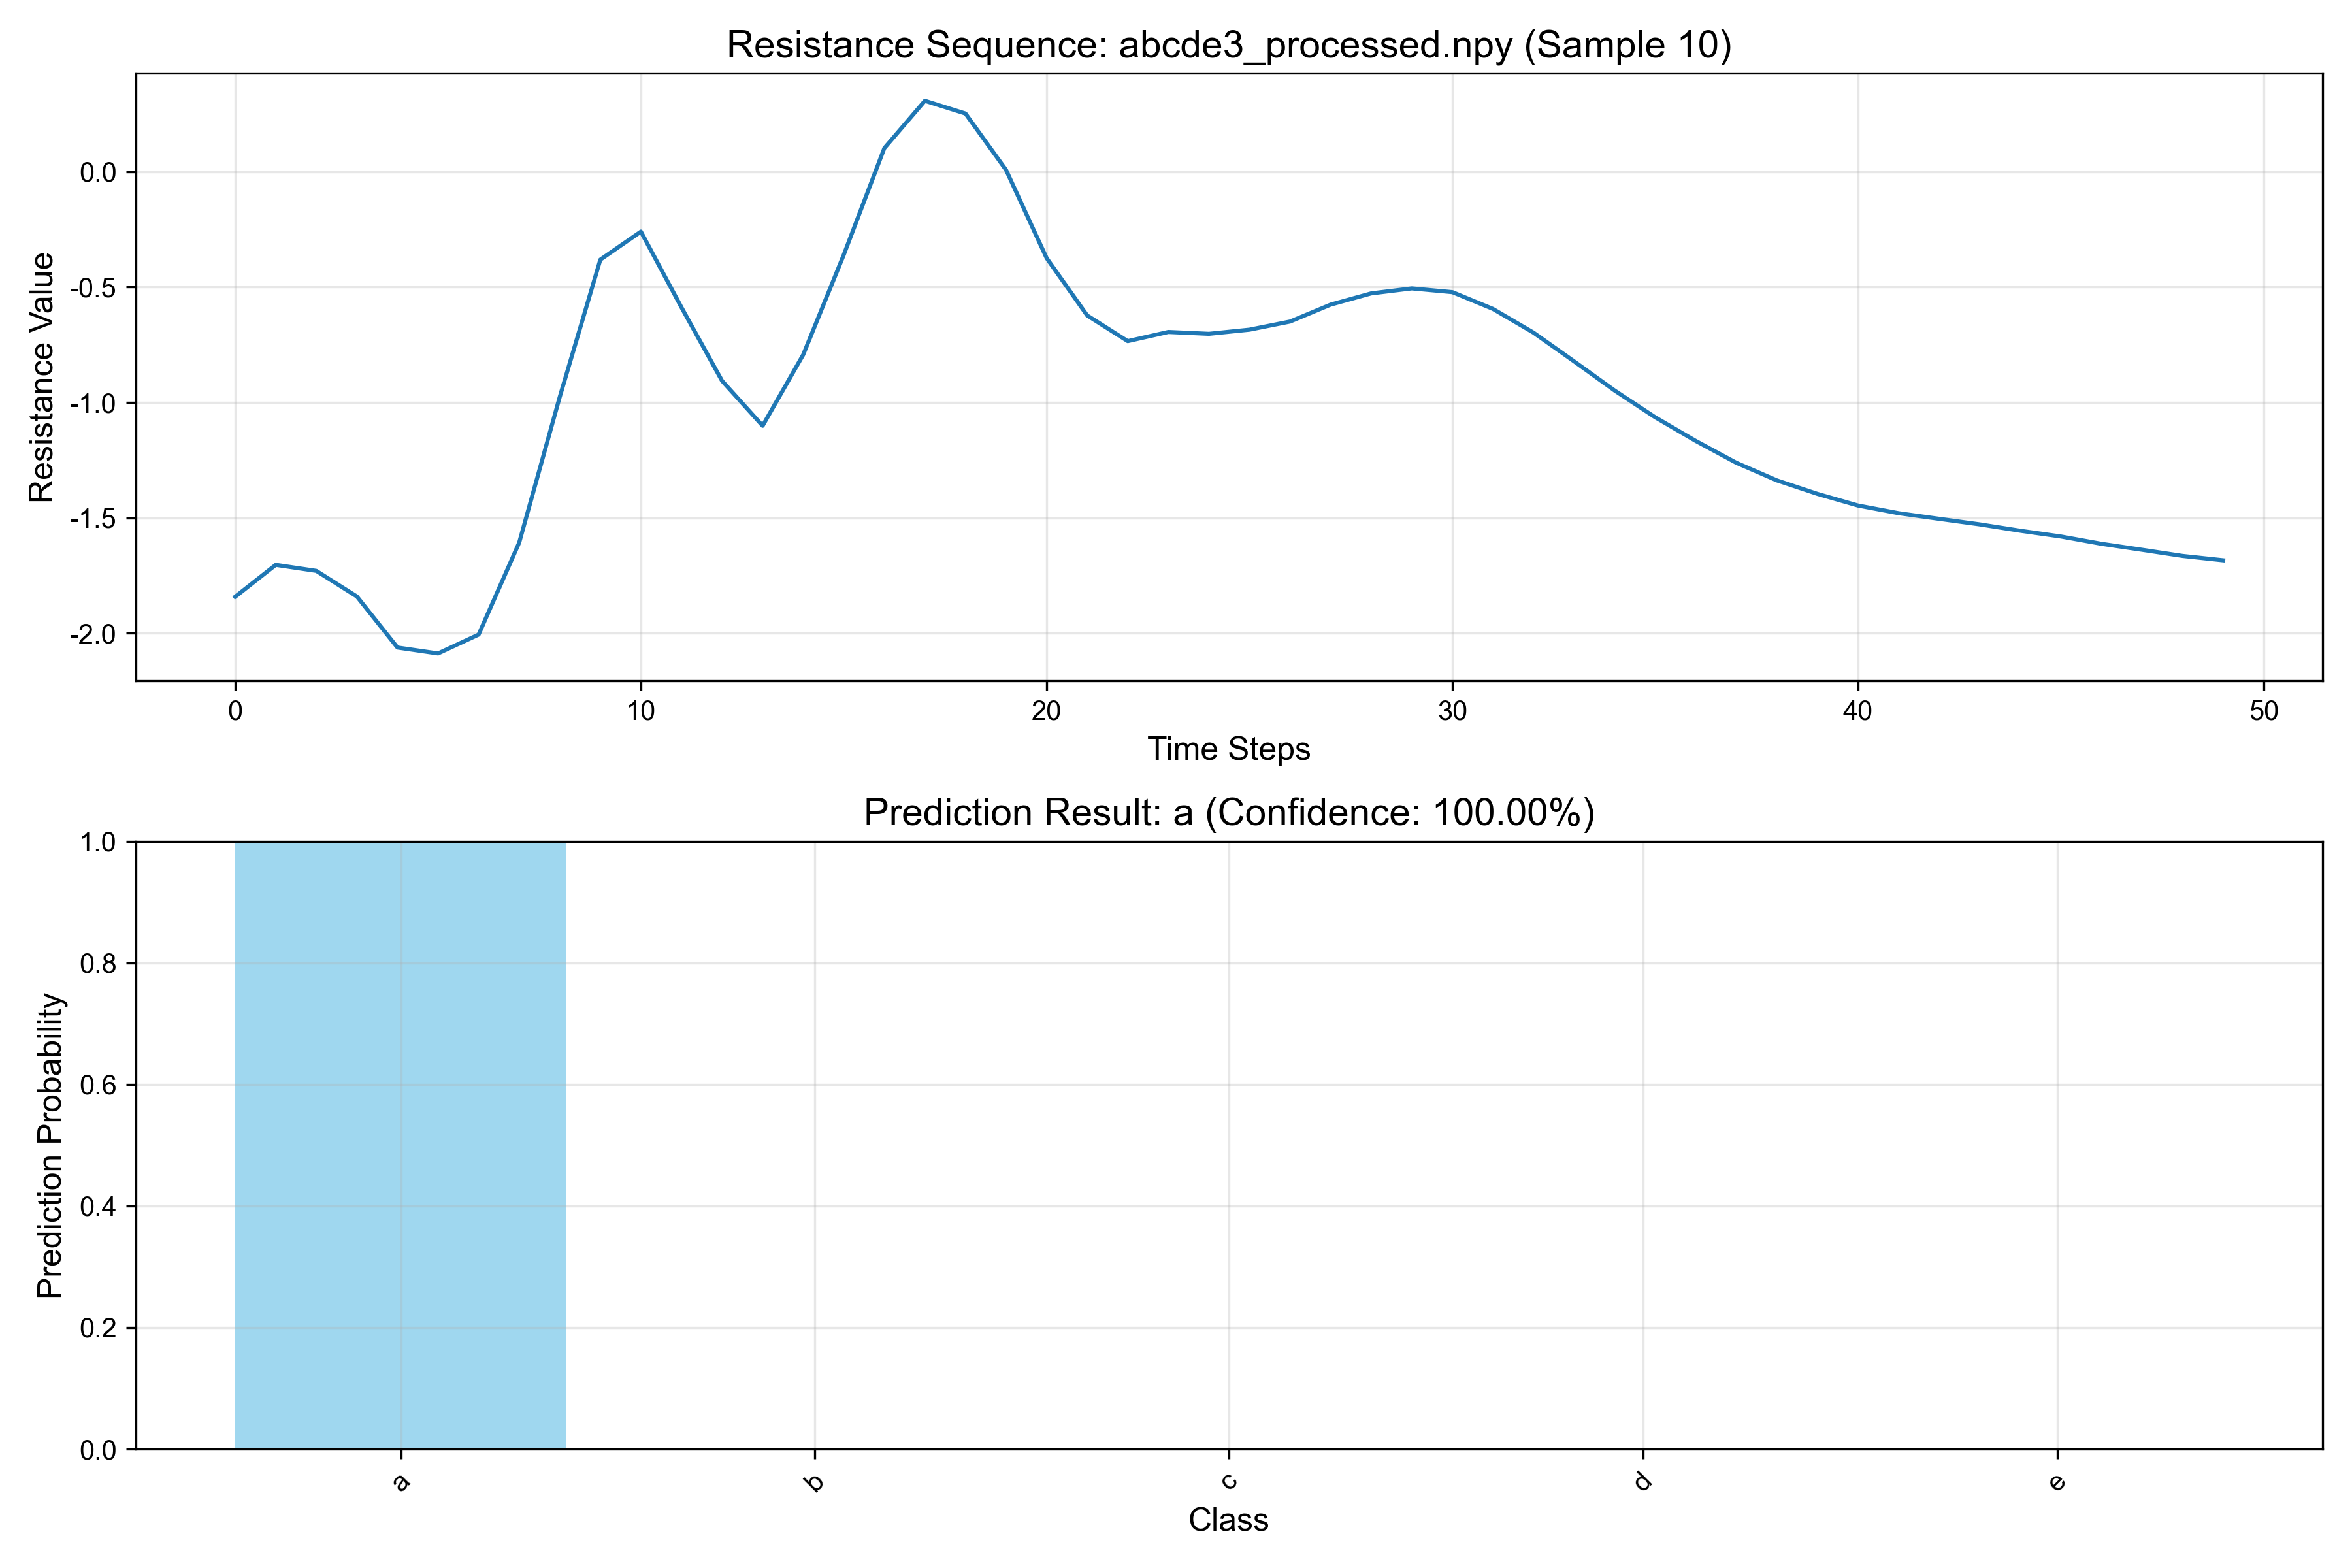 Resistance Sequence: abcde3_processed.npy (Sample 10)
Resistance Value
0.0
-0.5
-1.0
-1.5
-2.0
0 10 20 30 40 50
Time Steps
Prediction Result: a (Confidence: 100.00%)
Prediction Probability
1.0
0.8
0.6
0.4
0.2
0.0
a b c d e
Class